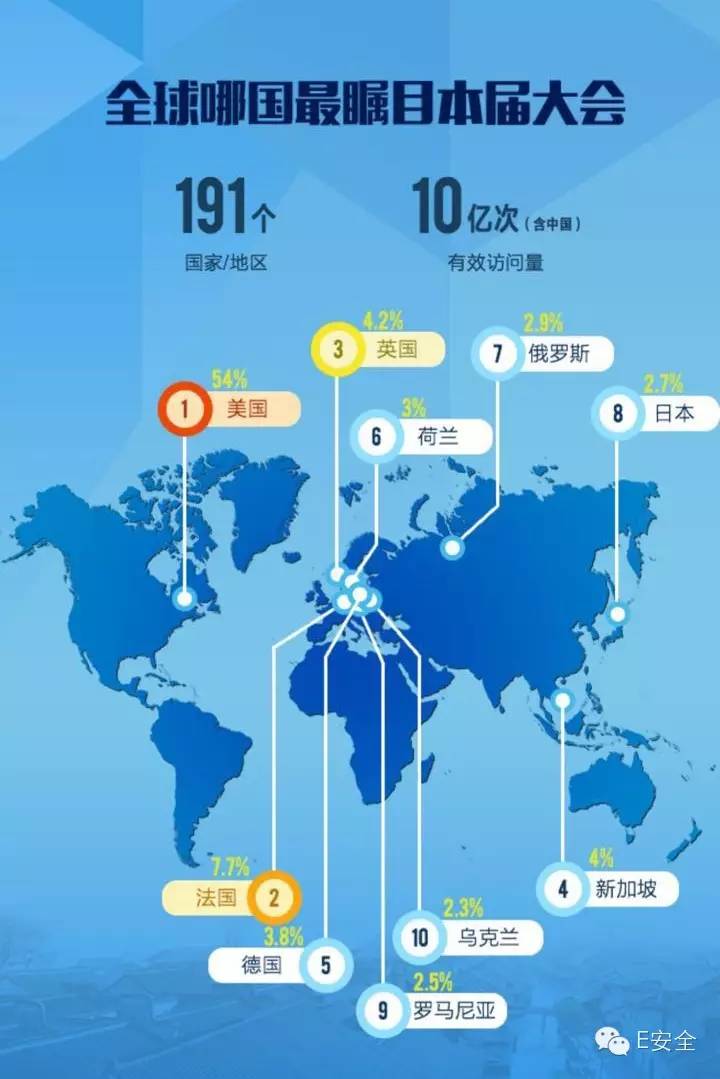 全球哪国最瞩目本届大会
191个
10亿次(含中国)
国家/地区
有效访问量
4.2%
3 英国
2.9%
7 俄罗斯
54%
1 美国
3%
6 荷兰
2.7%
8 日本
7.7%
法国 2
4%
4 新加坡
3.8%
德国 5
2.3%
10 乌克兰
2.5%
9 罗马尼亚
E安全